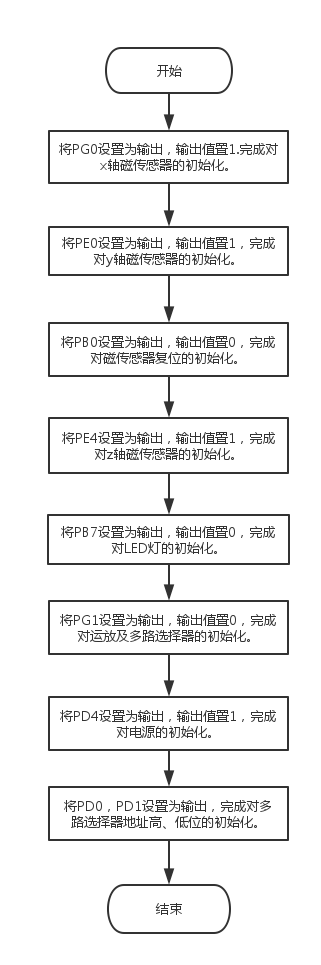 开始
将PG0设置为输出，输出值置1.完成对
x轴磁传感器的初始化。
将PE0设置为输出，输出值置1，完成
对y轴磁传感器的初始化。
将PB0设置为输出，输出值置0，完成
对磁传感器复位的初始化。
将PE4设置为输出，输出值置1，完成
对z轴磁传感器的初始化。
将PB7设置为输出，输出值置0，完成
对LED灯的初始化。
将PG1设置为输出，输出值置0，完成
对运放及多路选择器的初始化。
将PD4设置为输出，输出值置1，完成
对电源的初始化。
将PD0，PD1设置为输出，完成对多
路选择器地址高、低位的初始化。
结束